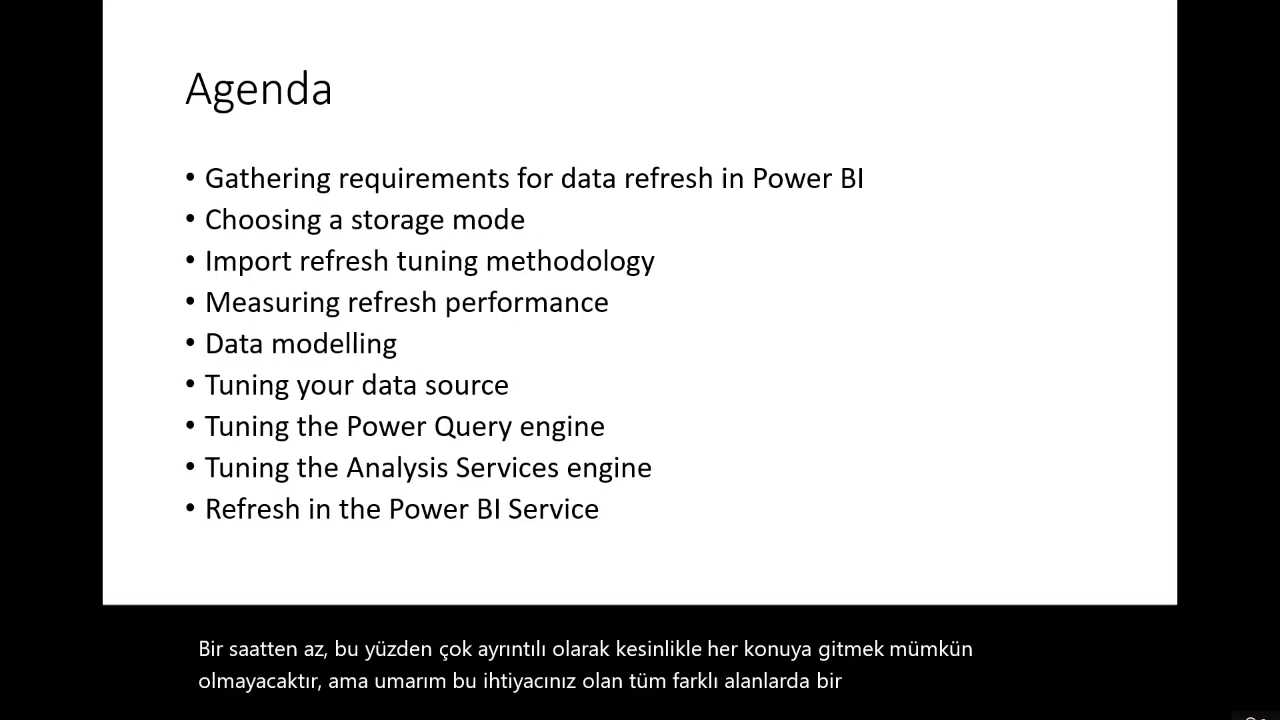 Agenda
• Gathering requirements for data refresh in Power BI
• Choosing a storage mode
• Import refresh tuning methodology
• Measuring refresh performance
• Data modelling
• Tuning your data source
• Tuning the Power Query engine
• Tuning the Analysis Services engine
• Refresh in the Power BI Service
Bir saatten az, bu yüzden çok ayrıntılı olarak kesinlikle her konuya gitmek mümkün
olmayacaktır, ama umarım bu ihtiyacınız olan tüm farklı alanlarda bir